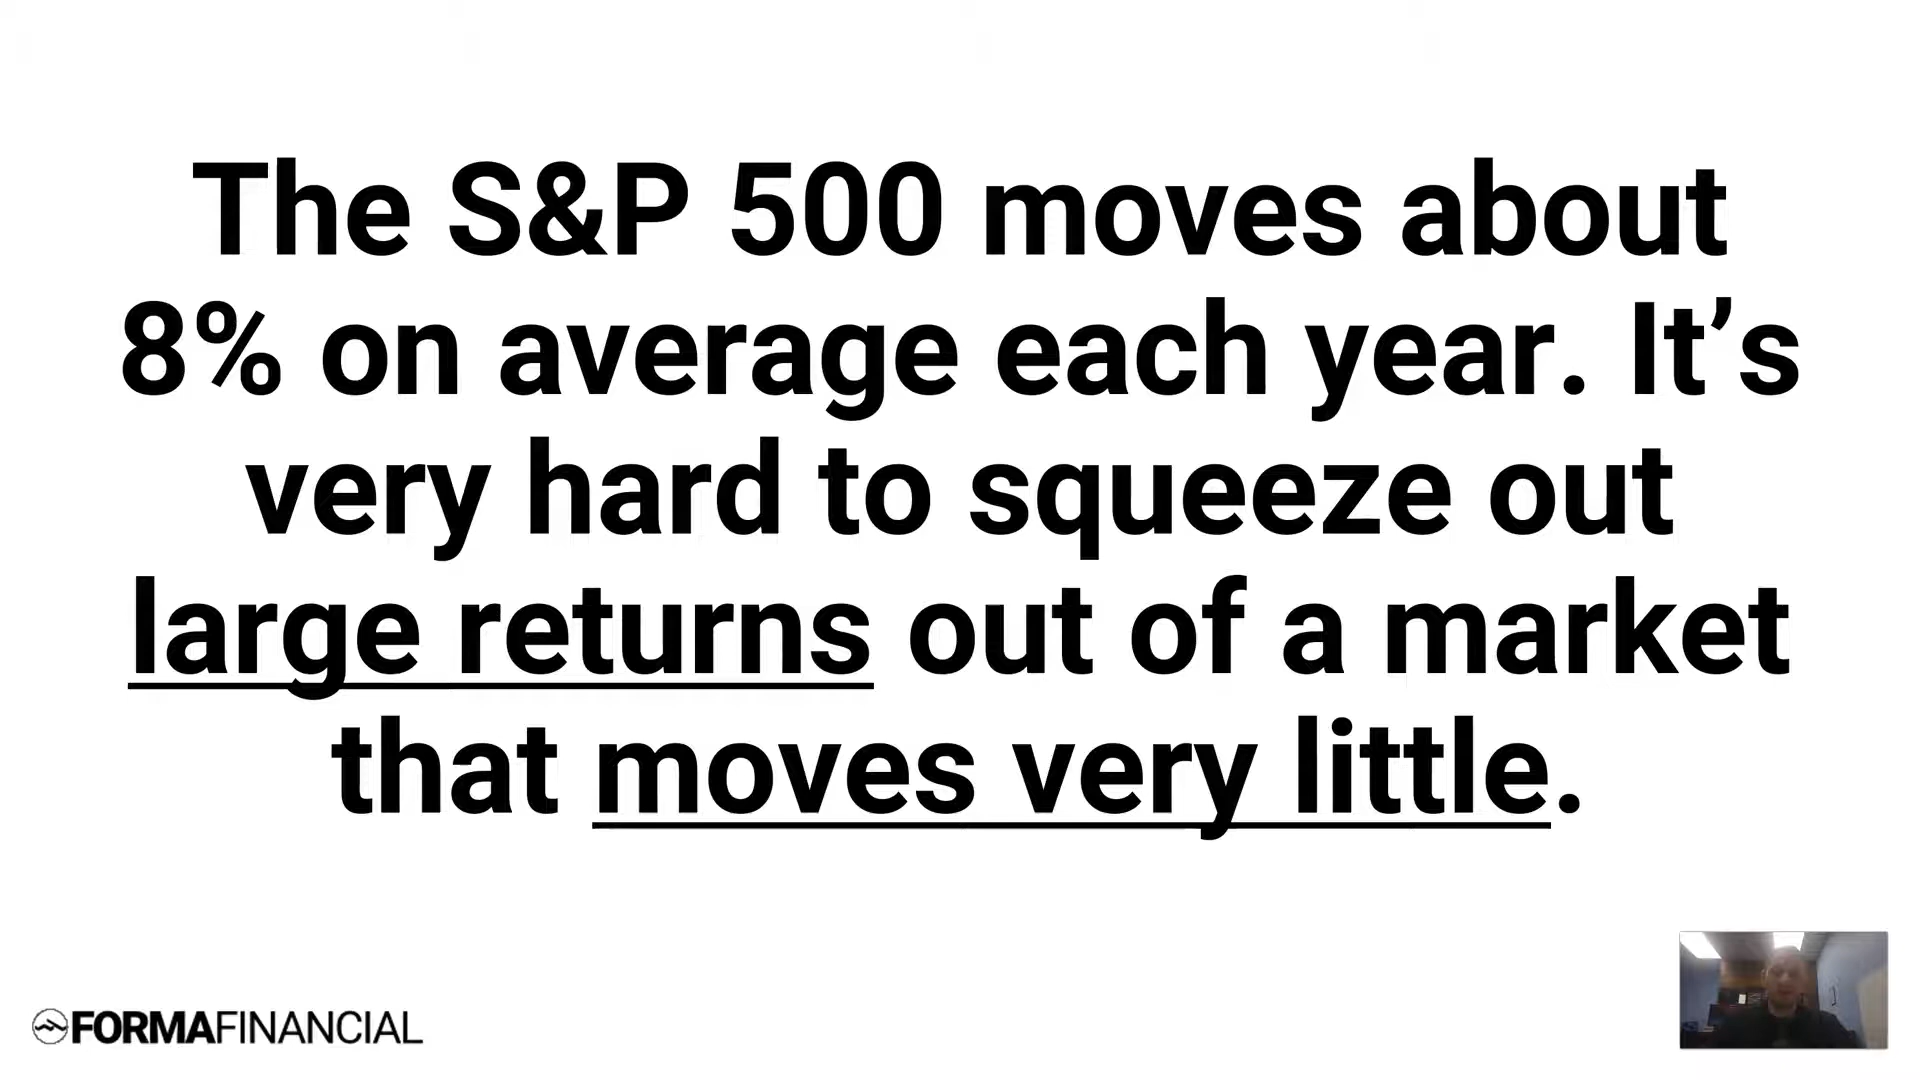 The S&P 500 moves about
8% on average each year. It’s
very hard to squeeze out
large returns out of a market
that moves very little.
FORMAFINANCIAL